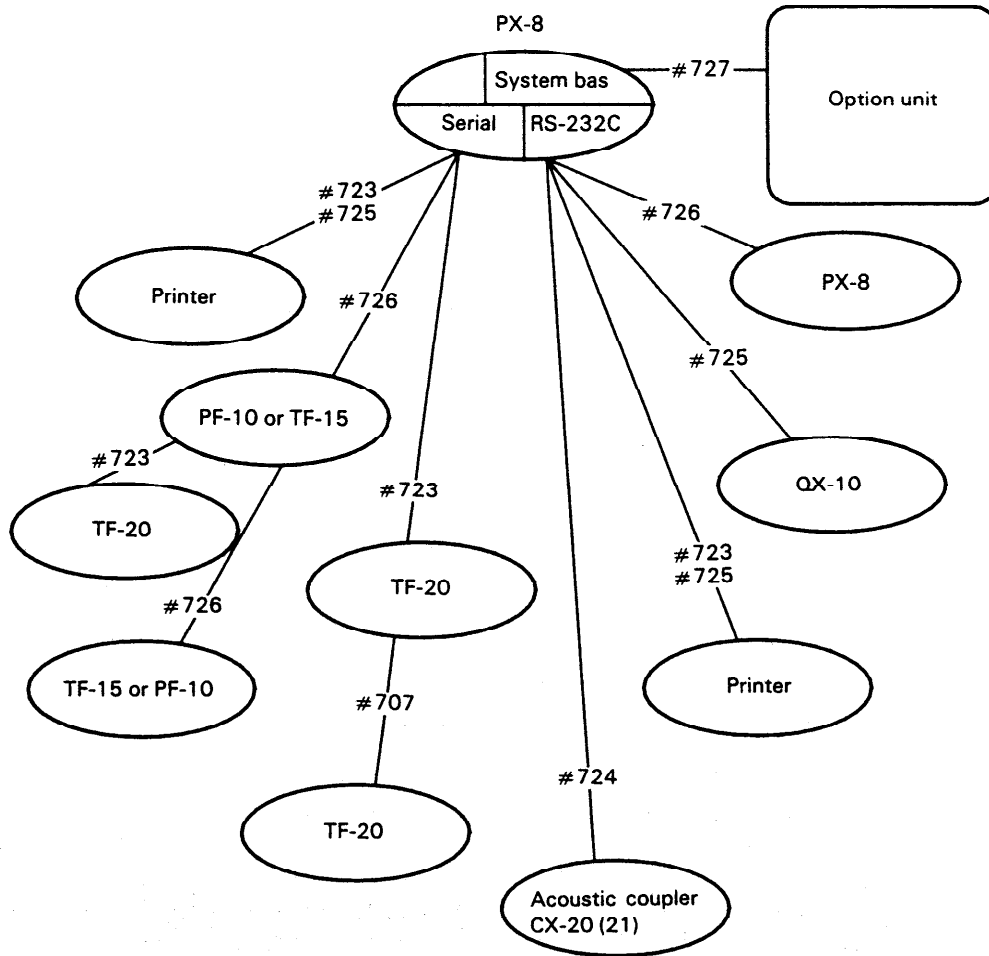 PX-8
System bas
#727
Option unit
Serial
RS-232C
#723
#725
#726
Printer
PX-8
#726
#725
PF-10 or TF-15
#723
#723
QX-10
TF-20
#723
#725
TF-20
#726
TF-15 or PF-10
Printer
#707
#724
TF-20
Acoustic coupler
CX-20 (21)